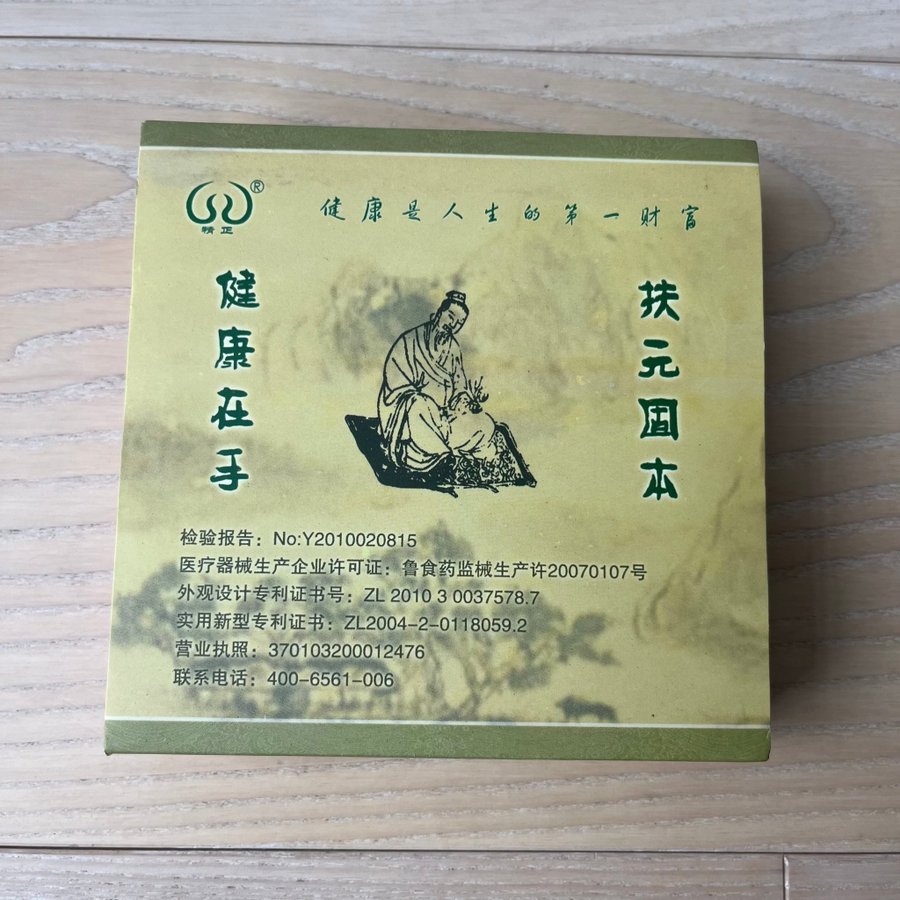 精正®
健康是人生的第一财富
健康在手
扶元固本
检验报告：No:Y2010020815
医疗器械生产企业许可证：鲁食药监械生产许20070107号
外观设计专利证书号：ZL 2010 3 0037578.7
实用新型专利证书：ZL2004-2-0118059.2
营业执照：370103200012476
联系电话：400-6561-006